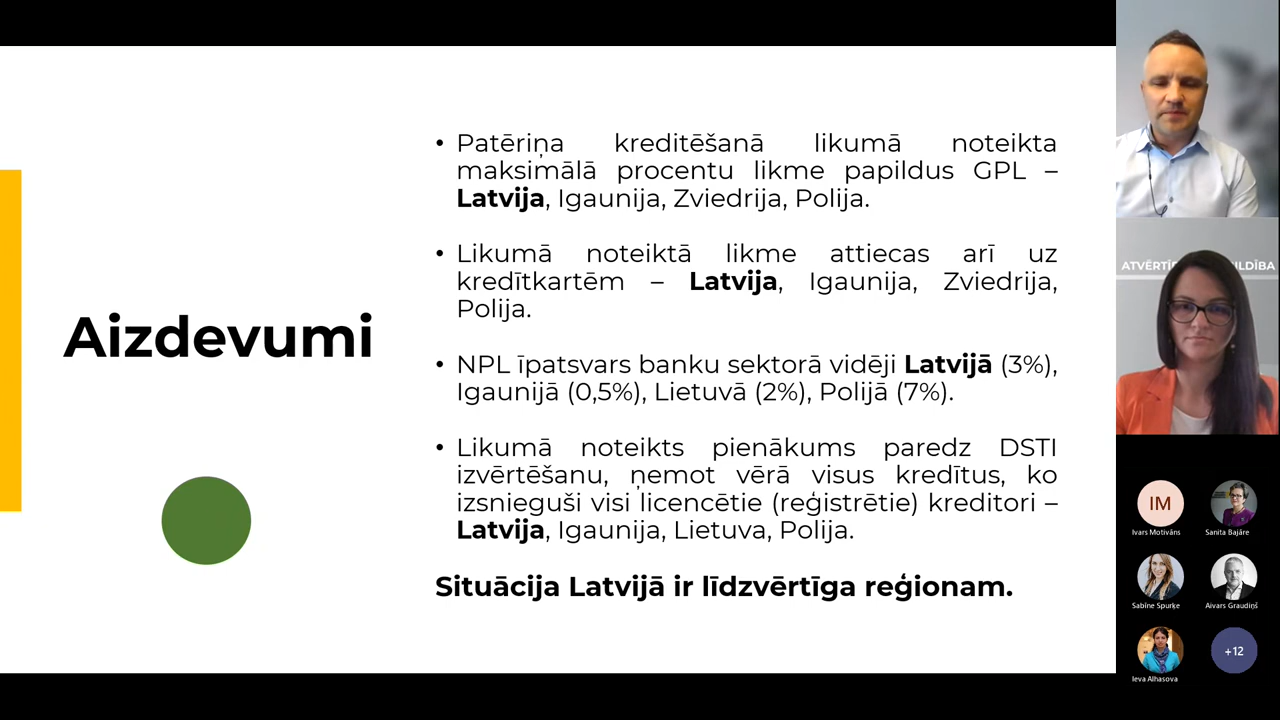 Aizdevumi
• Patēriņa kreditēšanā likumā noteikta
maksimālā procentu likme papildus GPL –
Latvija, Igaunija, Zviedrija, Polija.
• Likumā noteiktā likme attiecas arī uz
kredītkartēm – Latvija, Igaunija, Zviedrija,
Polija.
• NPL īpatsvars banku sektorā vidēji Latvijā (3%),
Igaunijā (0,5%), Lietuvā (2%), Polijā (7%).
• Likumā noteikts pienākums paredz DSTI
izvērtēšanu, ņemot vērā visus kredītus, ko
izsnieguši visi licencētie (reģistrētie) kreditori –
Latvija, Igaunija, Lietuva, Polija.
Situācija Latvijā ir līdzvērtīga reģionam.
IM
Ivars Motivāns
Sanita Bajāre
Sabīne Spurķe
Aivars Graudiņš
Ieva Alhasova
+12